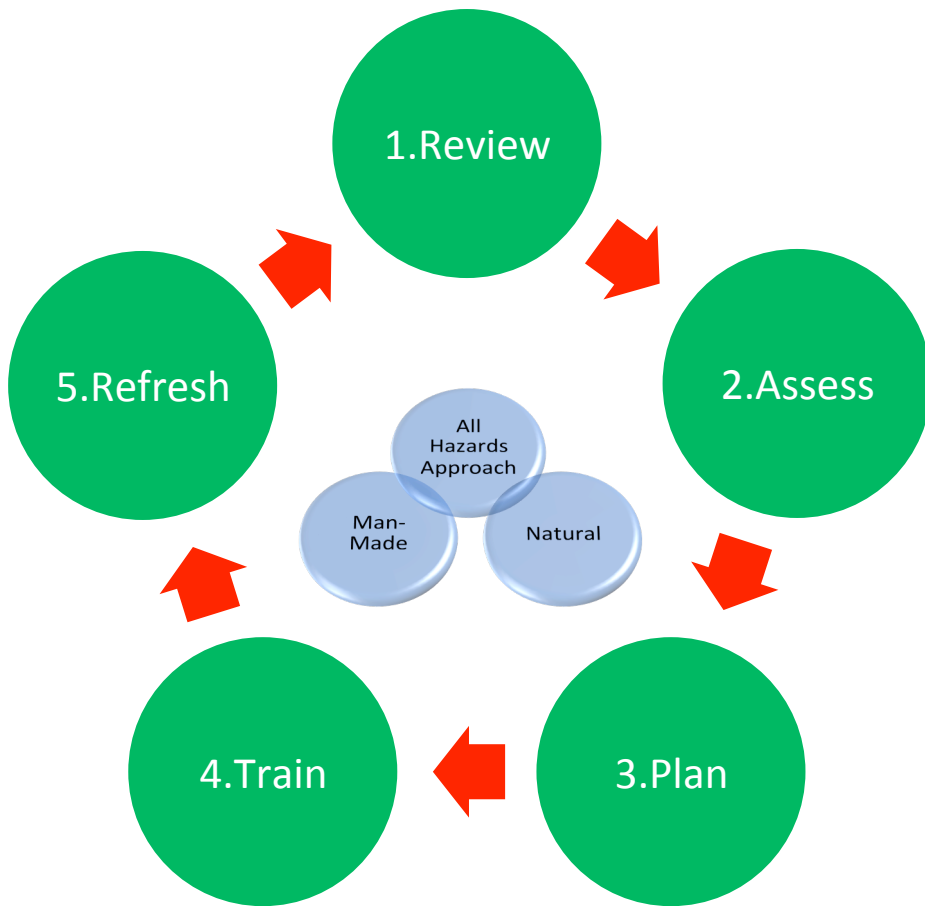 1.Review
2.Assess
3.Plan
4.Train
5.Refresh
All
Hazards
Approach
Man-
Made
Natural